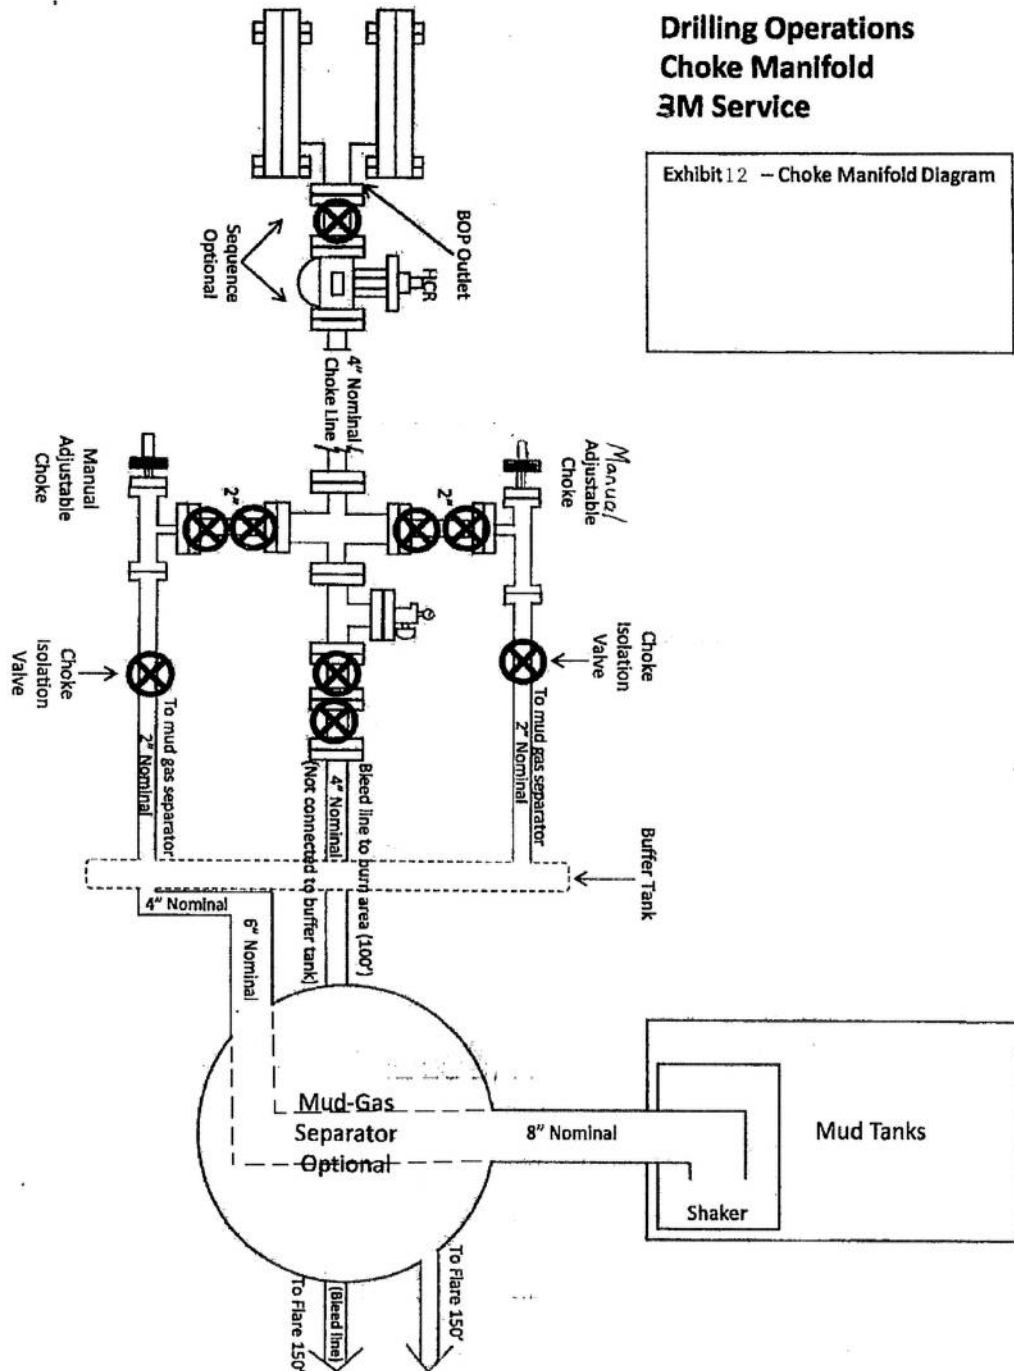 Drilling Operations
Choke Manifold
3M Service
Exhibit 12 – Choke Manifold Diagram
BOP Outlet
HCR
Sequence
Optional
4" Nominal
Choke Line
Manual
Adjustable
Choke
2"
2"
Manual
Adjustable
Choke
Choke
Isolation
Valve
Choke
Isolation
Valve
To mud gas separator
2" Nominal
To mud gas separator
2" Nominal
Bleed line to burn area (100')
4" Nominal
(Not connected to buffer tank)
Buffer Tank
4" Nominal
6" Nominal
Mud-Gas
Separator
Optional
8" Nominal
Mud Tanks
Shaker
To Flare 150'
(Bleed line)
To Flare 150'